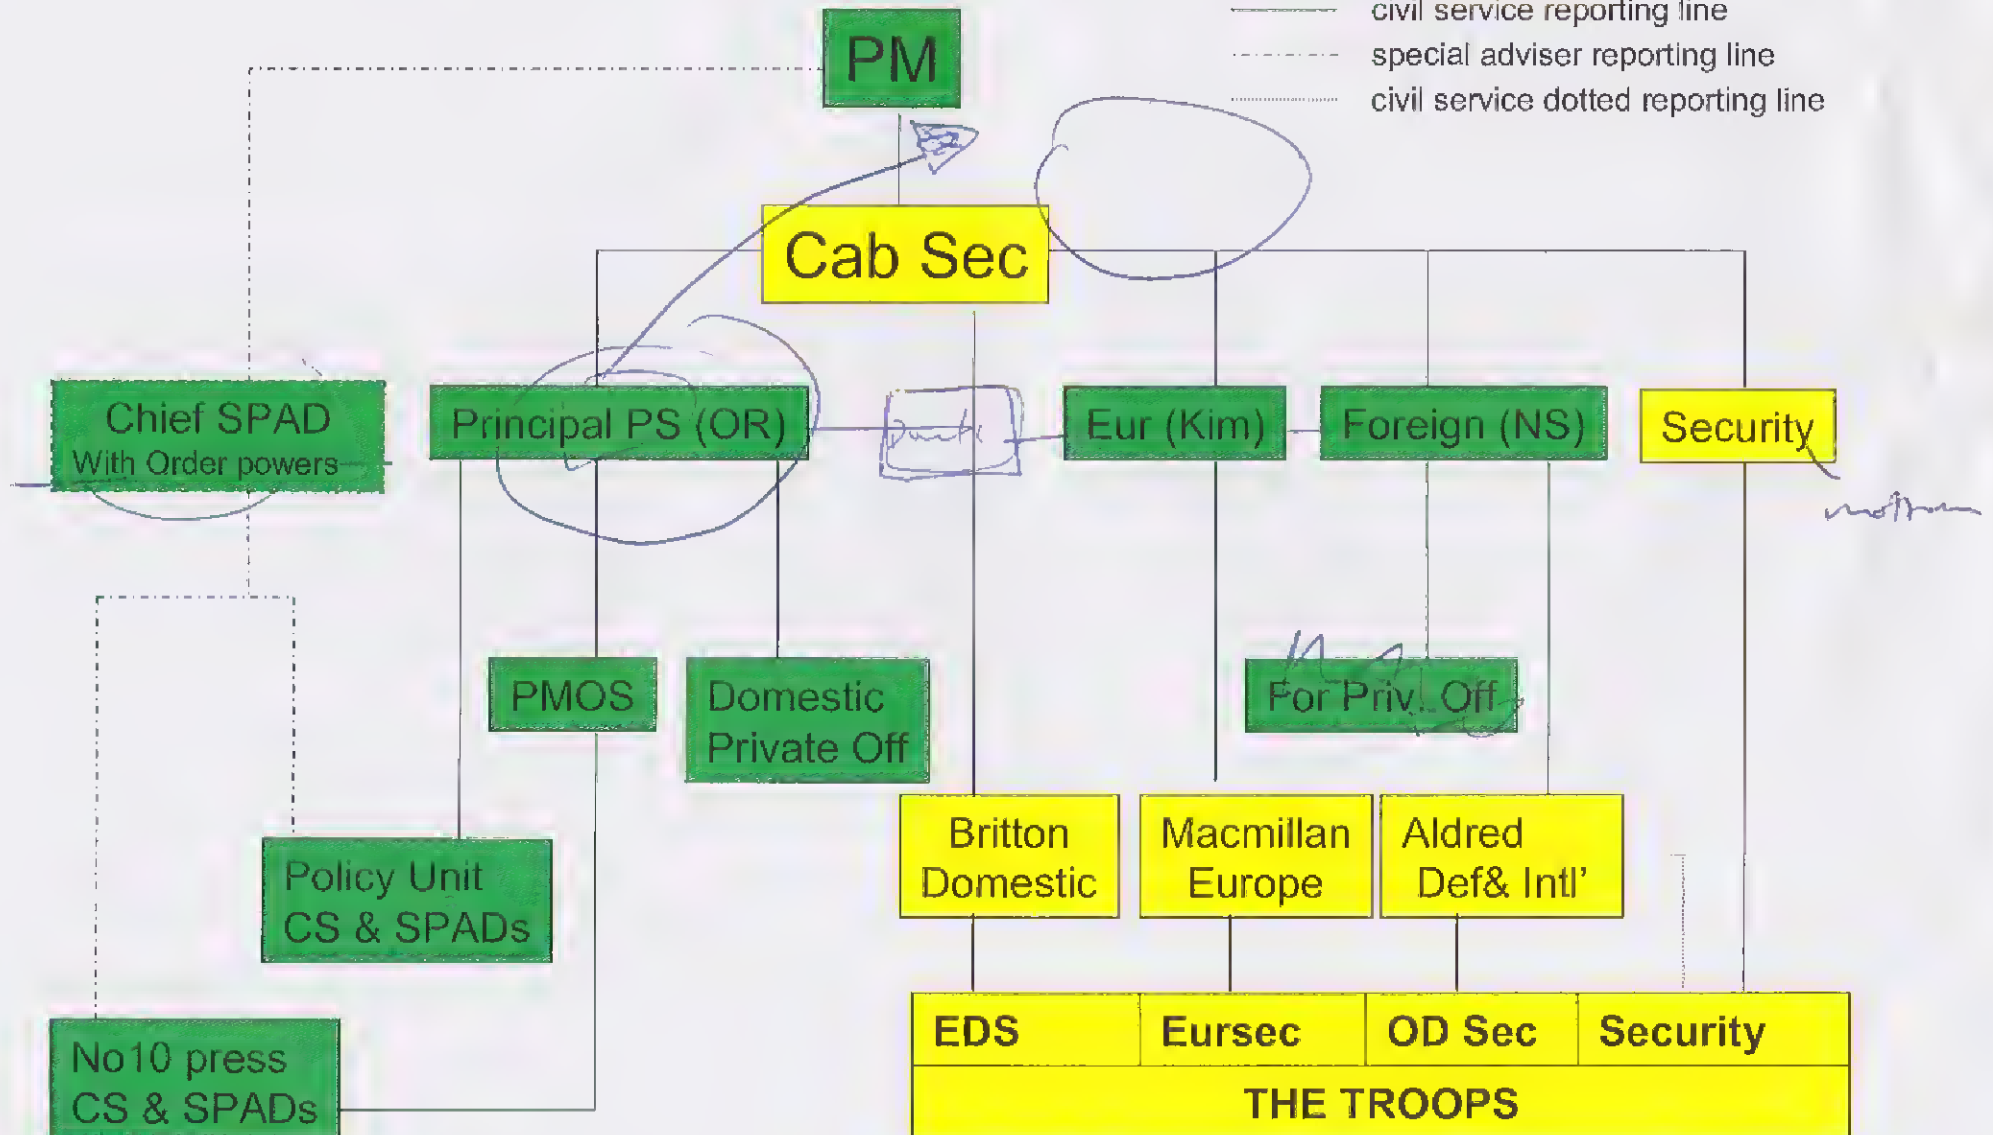 civil service reporting line
special adviser reporting line
civil service dotted reporting line
PM
Cab Sec
Chief SPAD
With Order powers
Principal PS (OR)
Eur (Kim)
Foreign (NS)
Security
PMOS
Domestic
Private Off
For Priv. Off
Policy Unit
CS & SPADs
Britton
Domestic
Macmillan
Europe
Aldred
Def& Intl’
No10 press
CS & SPADs
EDS
Eursec
OD Sec
Security
THE TROOPS